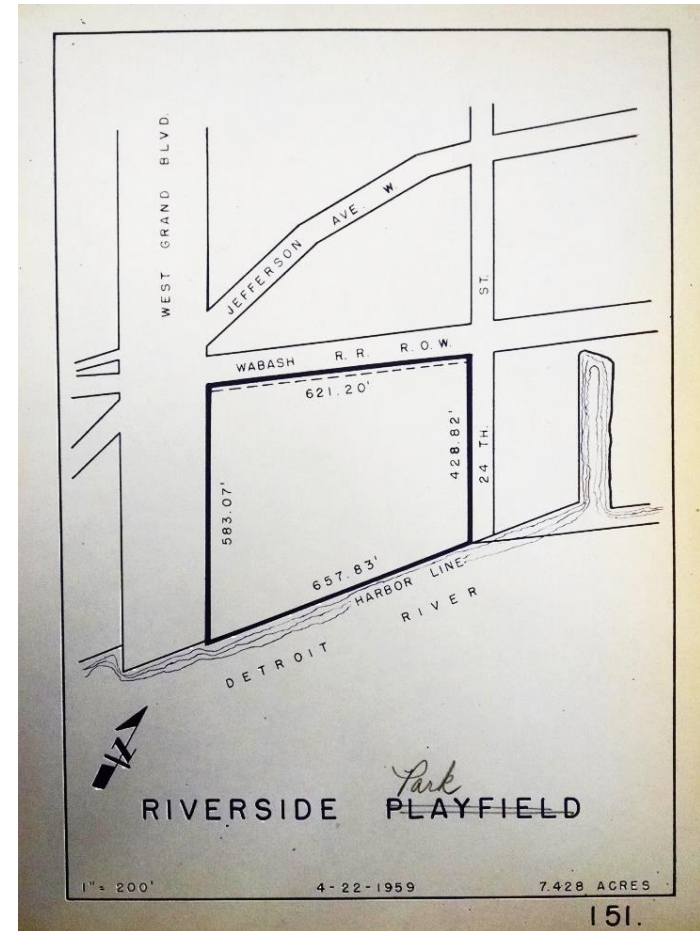 WEST GRAND BLVD.
JEFFERSON AVE. W.
24 TH. ST.
WABASH R. R. R. O. W.
621.20'
428.82'
583.07'
657.83'
HARBOR LINE
DETROIT RIVER
N
Park
RIVERSIDE PLAYFIELD
1" = 200' 4-22-1959 7.428 ACRES
151.